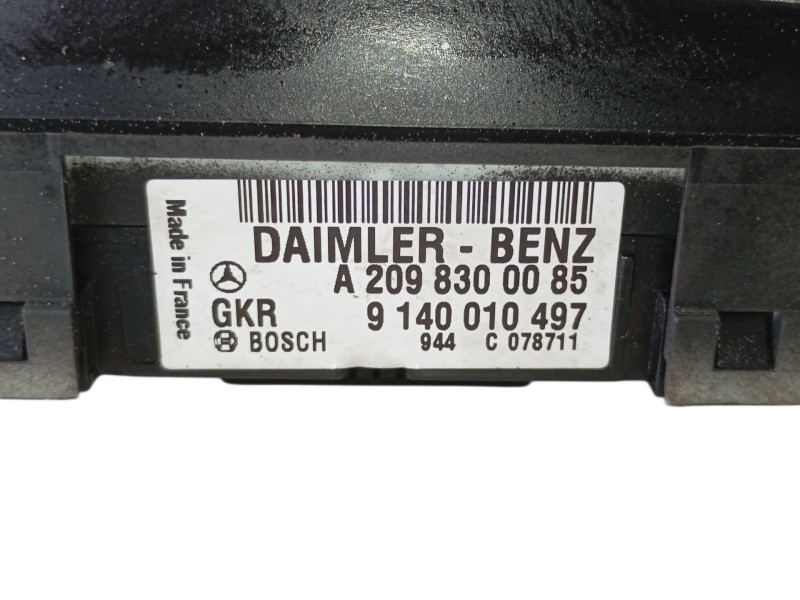 DAIMLER - BENZ
A 209 830 00 85
GKR 9 140 010 497
BOSCH 944 C 078711
Made in France